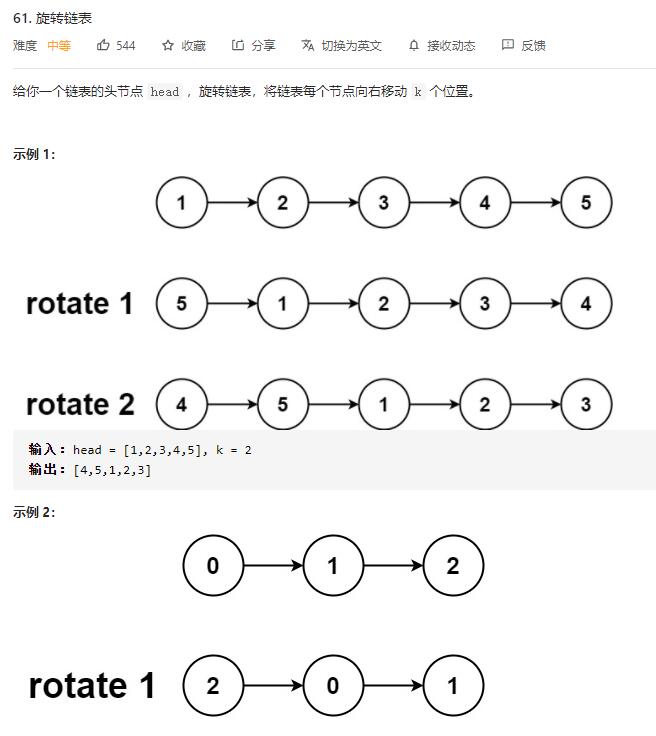 61. 旋转链表
难度 中等 544 收藏 分享 切换为英文 接收动态 反馈
给你一个链表的头节点 head ，旋转链表，将链表每个节点向右移动 k 个位置。
示例 1：
1 2 3 4 5
rotate 1 5 1 2 3 4
rotate 2 4 5 1 2 3
输入：head = [1,2,3,4,5], k = 2
输出：[4,5,1,2,3]
示例 2：
0 1 2
rotate 1 2 0 1